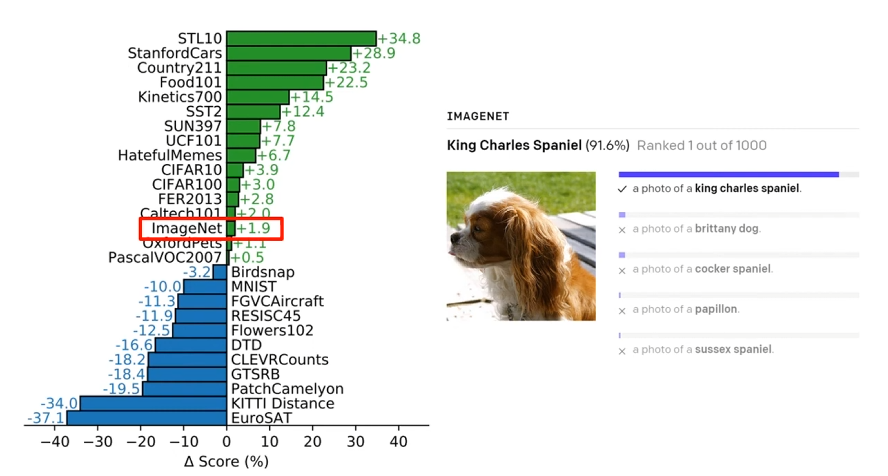 STL10 +34.8
StanfordCars +28.9
Country211 +23.2
Food101 +22.5
Kinetics700 +14.5
SST2 +12.4
SUN397 +7.8
UCF101 +7.7
HatefulMemes +6.7
CIFAR10 +3.9
CIFAR100 +3.0
FER2013 +2.8
Caltech101 +2.0
ImageNet +1.9
OxfordPets +1.1
PascalVOC2007 +0.5
-3.2 Birdsnap
-10.0 MNIST
-11.3 FGVCAircraft
-11.9 RESISC45
-12.5 Flowers102
-16.6 DTD
-18.2 CLEVRCounts
-18.4 GTSRB
-19.5 PatchCamelyon
-34.0 KITTI Distance
-37.1 EuroSAT
−40 −30 −20 −10 0 10 20 30 40
Δ Score (%)
IMAGENET
King Charles Spaniel (91.6%) Ranked 1 out of 1000
✓ a photo of a king charles spaniel.
× a photo of a brittany dog.
× a photo of a cocker spaniel.
× a photo of a papillon.
× a photo of a sussex spaniel.